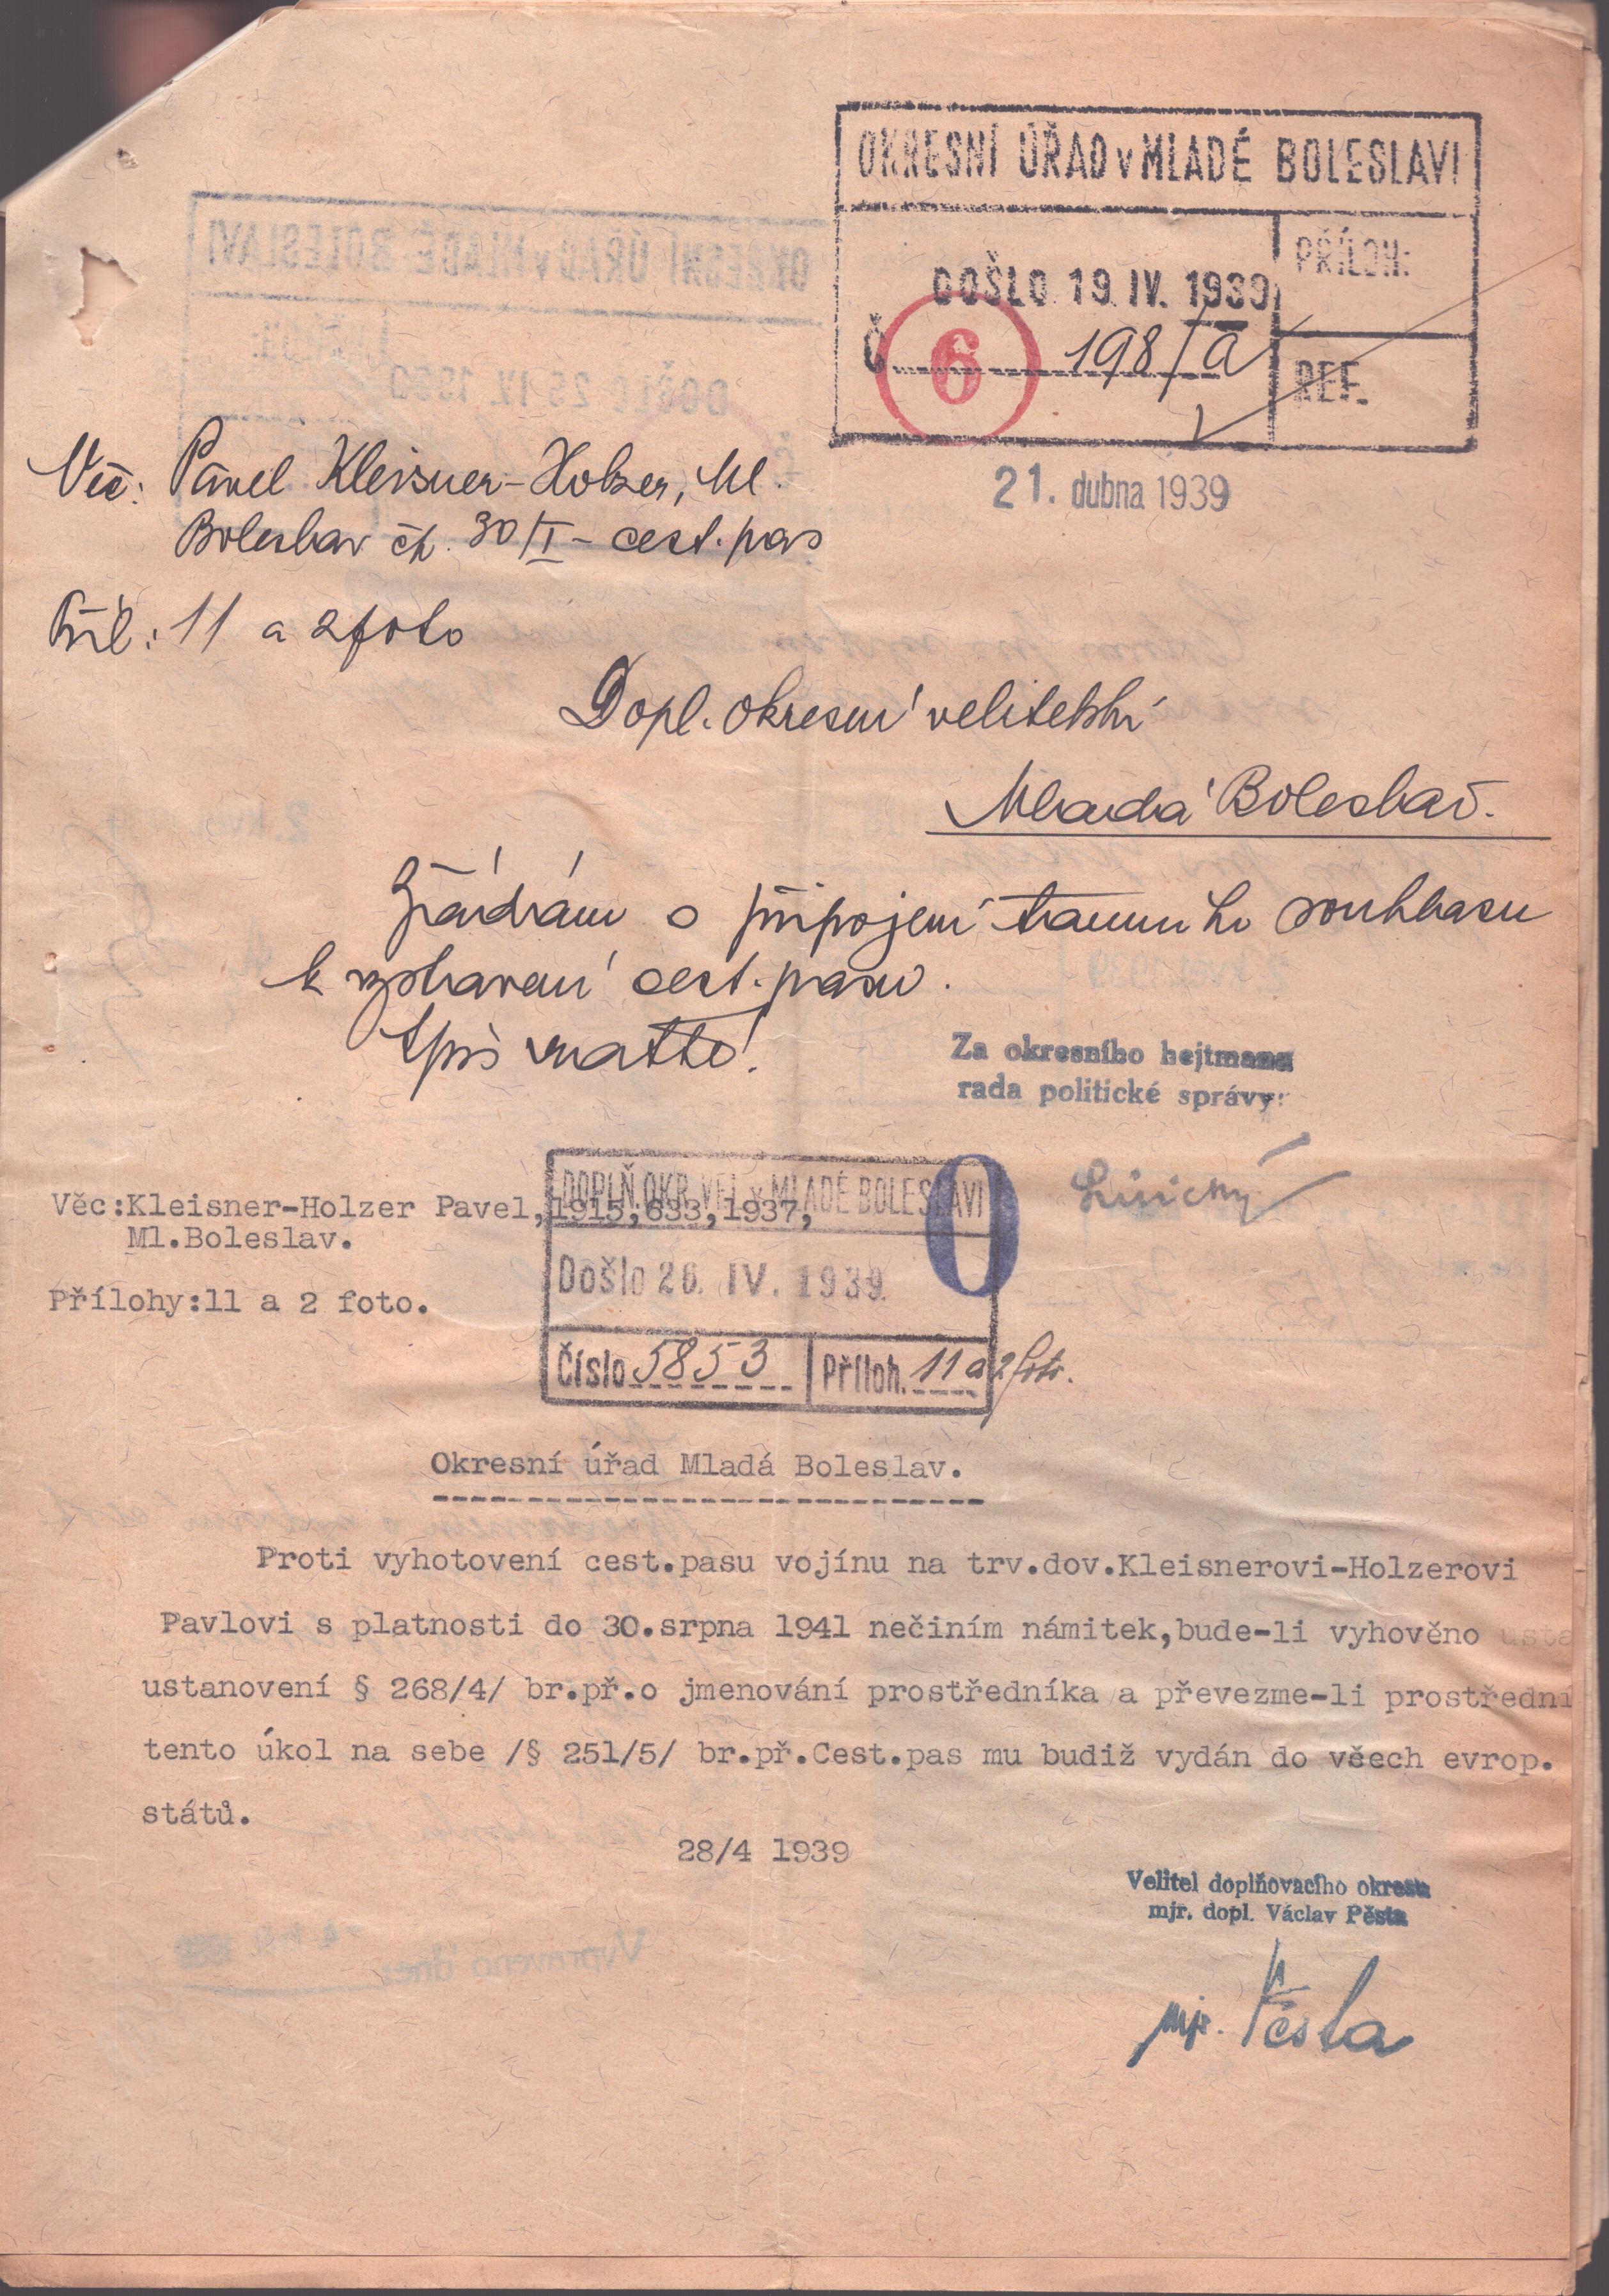 OKRESNÍ ÚŘAD v MLADÉ BOLESLAVI
DOŠLO 19. IV. 1939
PŘÍLOH:
Č. 6 198/a
REF.
21. dubna 1939
Věc: Pavel Kleisner-Holzer, Ml.
Boleslav čp. 30/I - cest. pas
Příl: 11 a 2 foto
Dopl. okresní velitelství
Mladá Boleslav.
Žádám o připojení souhlasu
k vystavení cest. pasu.
Spis vraťte!
Za okresního hejtmana
rada politické správy:
DOPLŇ. OKR. VEL. v MLADÉ BOLESLAVI
O
Věc:Kleisner-Holzer Pavel,1915,633,1937,
Ml.Boleslav.
Došlo 26. IV. 1939
Přílohy:11 a 2 foto.
Číslo 5853 Příloh. 11 a 2 foto.
Okresní úřad Mladá Boleslav.
Proti vyhotovení cest.pasu vojínu na trv.dov.Kleisnerovi-Holzerovi
Pavlovi s platnosti do 30.srpna 1941 nečiním námitek,bude-li vyhověno usta
ustanovení § 268/4/ br.př.o jmenování prostředníka a převezme-li prostřední
tento úkol na sebe /§ 251/5/ br.př.Cest.pas mu budiž vydán do všech evrop.
států.
28/4 1939
Velitel doplňovacího okresu
mjr. dopl. Václav Pěsta
mjr. Pěsta